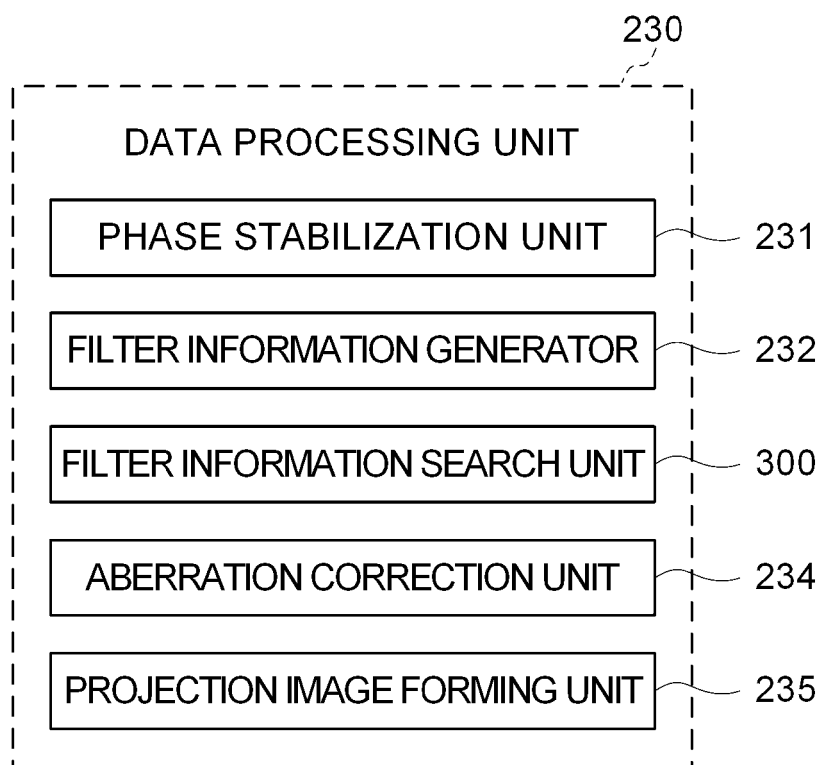 230
DATA PROCESSING UNIT
PHASE STABILIZATION UNIT 231
FILTER INFORMATION GENERATOR 232
FILTER INFORMATION SEARCH UNIT 300
ABERRATION CORRECTION UNIT 234
PROJECTION IMAGE FORMING UNIT 235